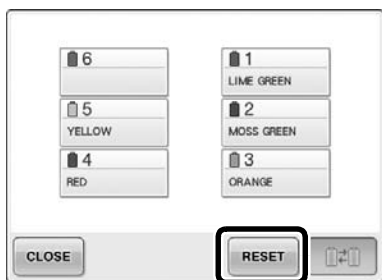 6
1
LIME GREEN
5
YELLOW
2
MOSS GREEN
4
RED
3
ORANGE
CLOSE
RESET